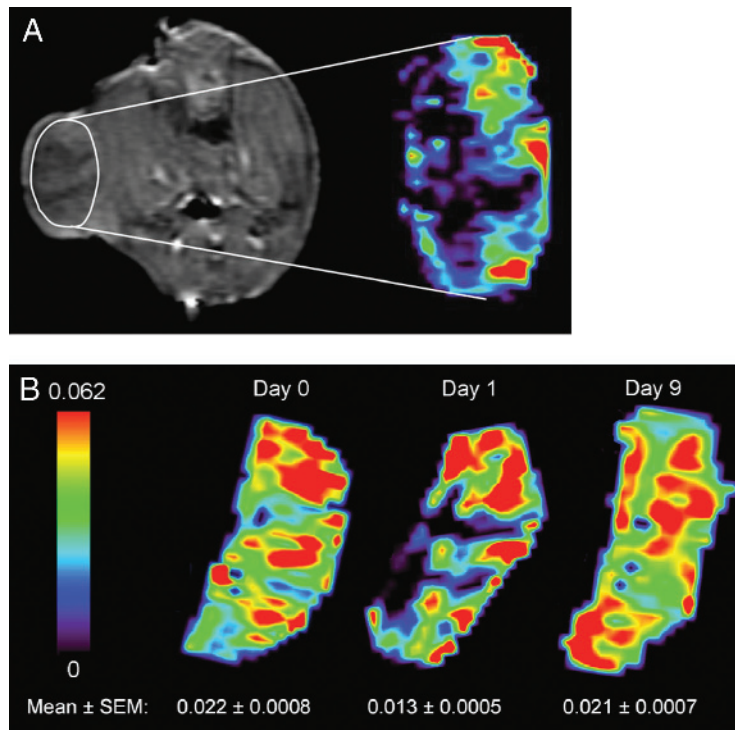 A
B
0.062
Day 0
Day 1
Day 9
0
Mean ± SEM:
0.022 ± 0.0008
0.013 ± 0.0005
0.021 ± 0.0007